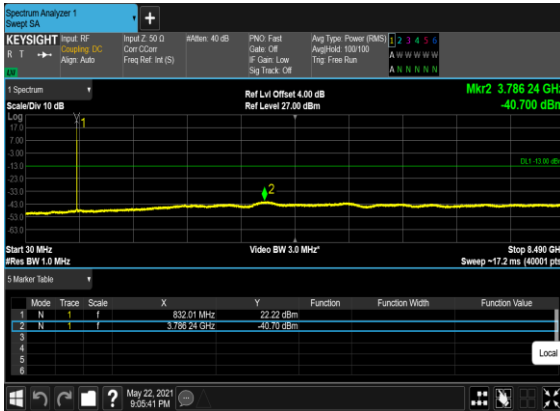 Spectrum Analyzer 1
Swept SA
+
KEYSIGHT Input: RF Input Z: 50 Ω #Atten: 40 dB PNO: Fast Avg Type: Power (RMS) 1 2 3 4 5 6
R T Coupling: DC Corr CCorr Gate: Off Avg|Hold: 100/100 A W W W W W
Align: Auto Freq Ref: Int (S) IF Gain: Low Trig: Free Run
Sig Track: Off A N N N N N
1 Spectrum
Ref Lvl Offset 4.00 dB Mkr2 3.786 24 GHz
Scale/Div 10 dB Ref Level 27.00 dBm -40.700 dBm
Log
17.0
7.00
-3.00
-13.0 DL1 -13.00 dBm
-23.0
-33.0
-43.0
-53.0
-63.0
1
2
Start 30 MHz Video BW 3.0 MHz* Stop 8.490 GHz
#Res BW 1.0 MHz Sweep ~17.2 ms (40001 pts)
5 Marker Table
Mode Trace Scale X Y Function Function Width Function Value
1 N 1 f 832.01 MHz 22.22 dBm
2 N 1 f 3.786 24 GHz -40.70 dBm
3
4
5
6
Local
? May 22, 2021
9:05:41 PM